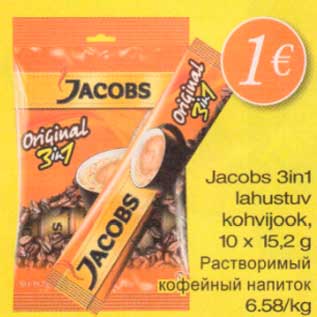 JACOBS
Original
3in1
JACOBS
Original
3in1
1€
Jacobs 3in1
lahustuv
kohvijook,
10 x 15,2 g
Растворимый
кофейный напиток
6.58/kg